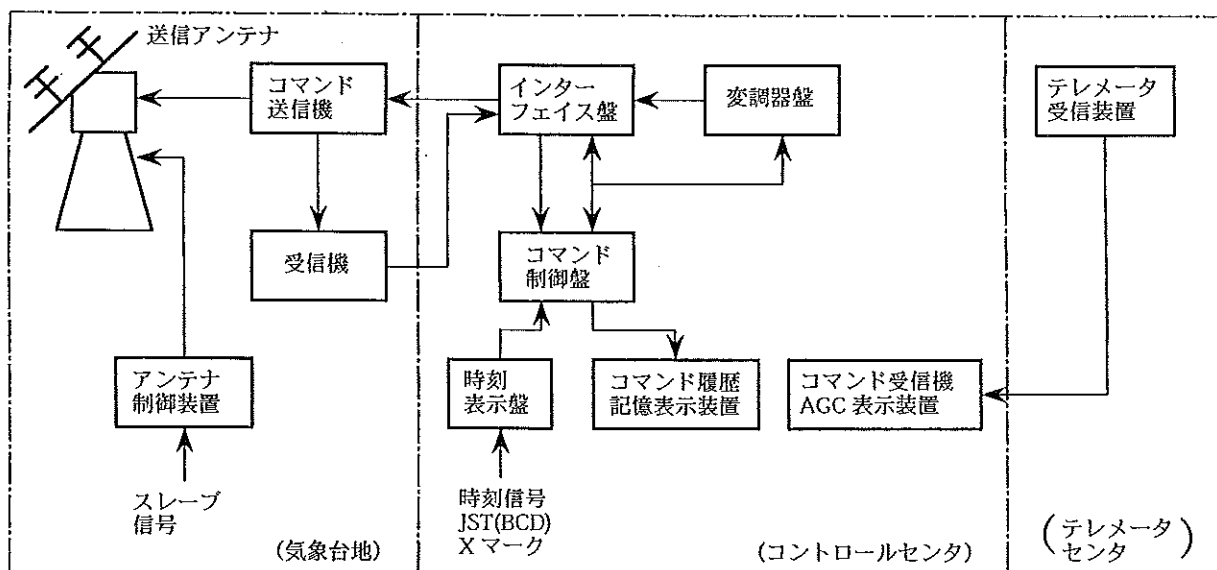 送信アンテナ
コマンド
送信機
インター
フェイス盤
変調器盤
テレメータ
受信装置
受信機
コマンド
制御盤
アンテナ
制御装置
時刻
表示盤
コマンド履歴
記憶表示装置
コマンド受信機
AGC 表示装置
スレーブ
信号
時刻信号
JST(BCD)
X マーク
(気象台地)
(コントロールセンタ)
(テレメータ
センタ)